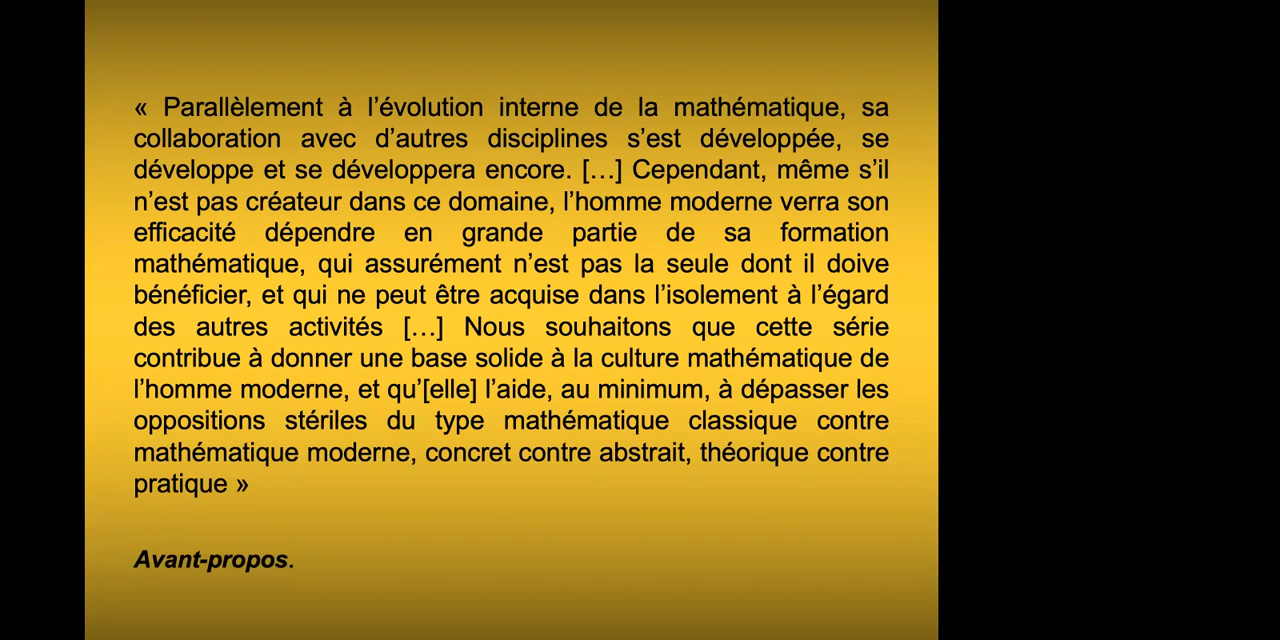 « Parallèlement à l’évolution interne de la mathématique, sa
collaboration avec d’autres disciplines s’est développée, se
développe et se développera encore. […] Cependant, même s’il
n’est pas créateur dans ce domaine, l’homme moderne verra son
efficacité dépendre en grande partie de sa formation
mathématique, qui assurément n’est pas la seule dont il doive
bénéficier, et qui ne peut être acquise dans l’isolement à l’égard
des autres activités […] Nous souhaitons que cette série
contribue à donner une base solide à la culture mathématique de
l’homme moderne, et qu’[elle] l’aide, au minimum, à dépasser les
oppositions stériles du type mathématique classique contre
mathématique moderne, concret contre abstrait, théorique contre
pratique »
Avant-propos.